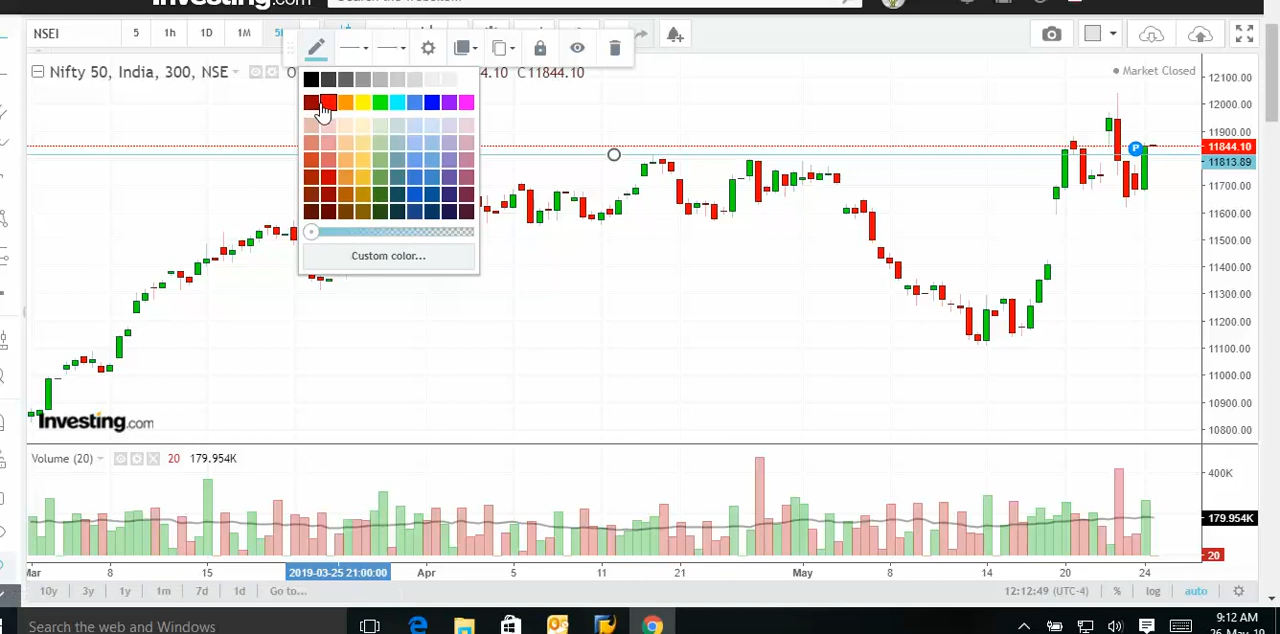 Investing.com
NSEI 5 1h 1D 1M
Nifty 50, India, 300, NSE
O
C 11844.10
Market Closed
12100.00
12000.00
11900.00
11844.10
11813.89
11700.00
11600.00
11500.00
11400.00
11300.00
11200.00
11100.00
11000.00
10900.00
10800.00
P
Custom color...
Investing.com
Volume (20) 20 179.954K
400K
179.954K
20
Mar 8 15 2019-03-25 21:00:00 Apr 5 11 21 May 8 14 20 24
10y 3y 1y 1m 7d 1d Go to... 12:12:49 (UTC-4) % log auto
Search the web and Windows
9:12 AM